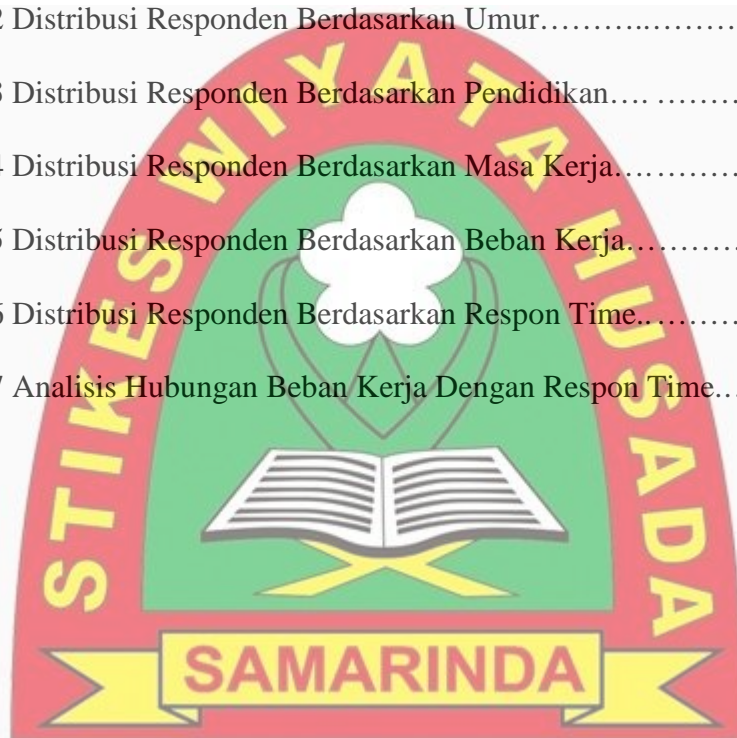 2 Distribusi Responden Berdasarkan Umur………..………
3 Distribusi Responden Berdasarkan Pendidikan…. ………
4 Distribusi Responden Berdasarkan Masa Kerja…………
5 Distribusi Responden Berdasarkan Beban Kerja…………
6 Distribusi Responden Berdasarkan Respon Time..………
7 Analisis Hubungan Beban Kerja Dengan Respon Time…
STIKES WIYATA HUSADA
SAMARINDA